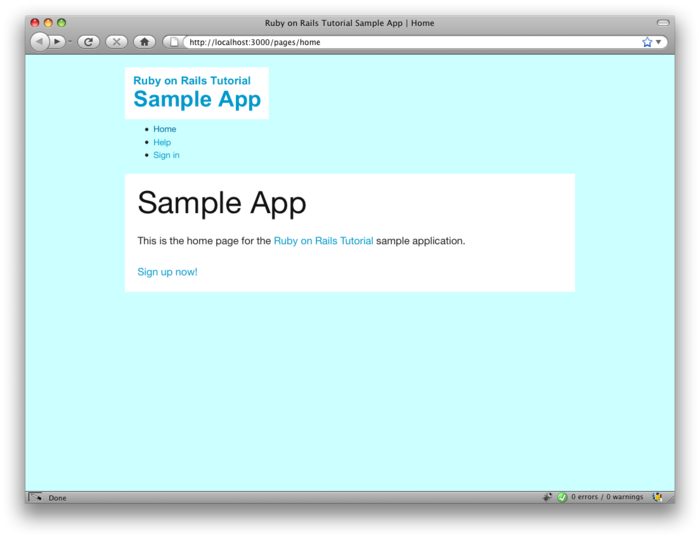 Ruby on Rails Tutorial Sample App | Home
http://localhost:3000/pages/home
Ruby on Rails Tutorial
Sample App
Home
Help
Sign in
Sample App
This is the home page for the Ruby on Rails Tutorial sample application.
Sign up now!
Done
0 errors / 0 warnings